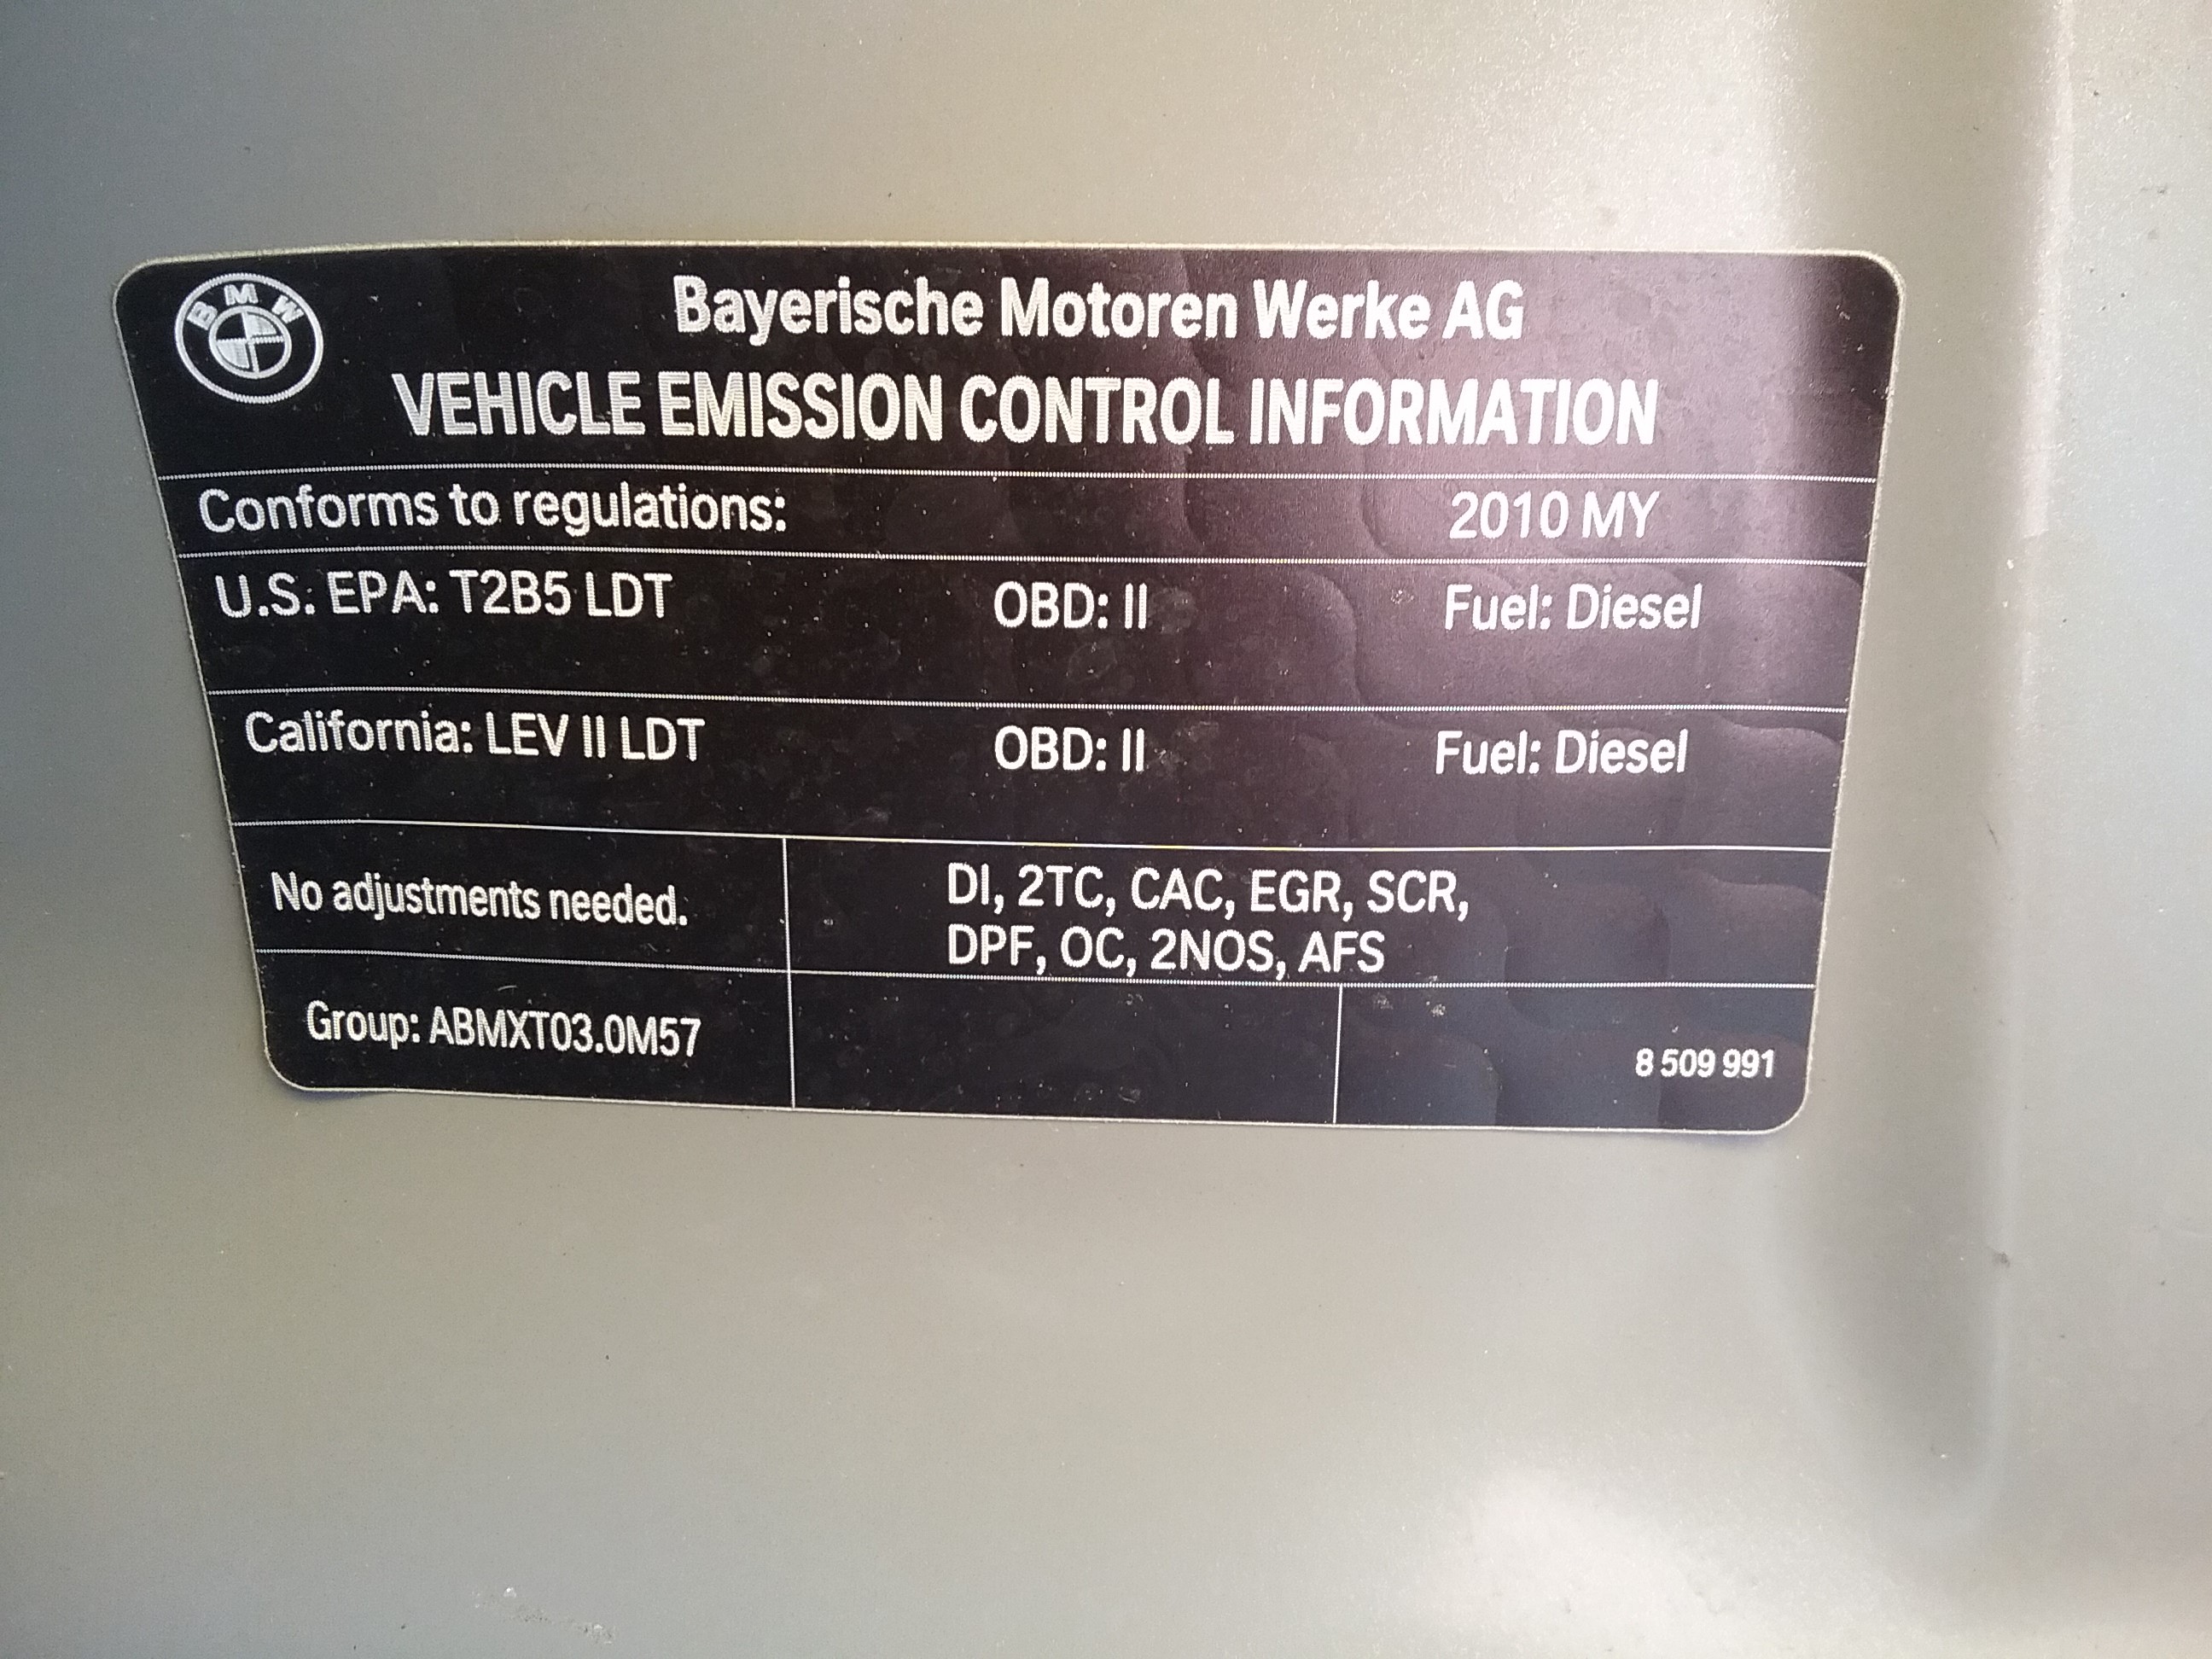 BMW
Bayerische Motoren Werke AG
VEHICLE EMISSION CONTROL INFORMATION
Conforms to regulations: 2010 MY
U.S. EPA: T2B5 LDT OBD: II Fuel: Diesel
California: LEV II LDT OBD: II Fuel: Diesel
No adjustments needed.
DI, 2TC, CAC, EGR, SCR,
DPF, OC, 2NOS, AFS
Group: ABMXT03.0M57
8 509 991